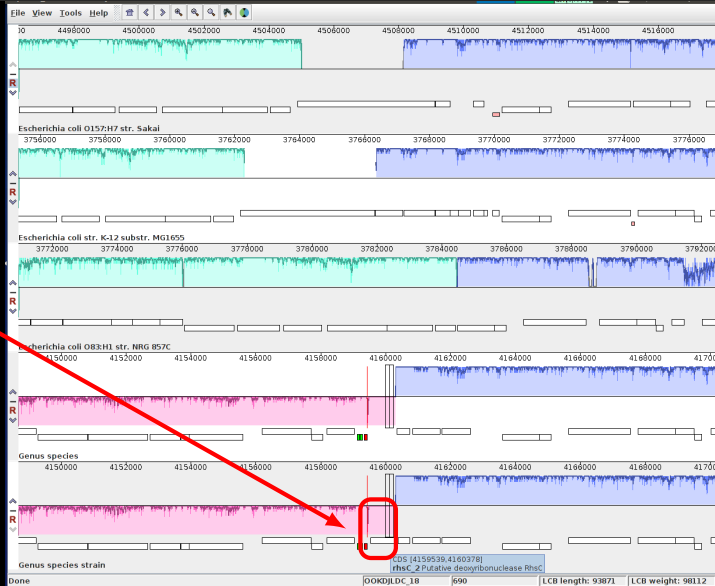 File View Tools Help
4498000 4500000 4502000 4504000 4506000 4508000 4510000 4512000 4514000 4516000
R
Escherichia coli O157:H7 str. Sakai
3756000 3758000 3760000 3762000 3764000 3766000 3768000 3770000 3772000 3774000 3776000
R
Escherichia coli str. K-12 substr. MG1655
3772000 3774000 3776000 3778000 3780000 3782000 3784000 3786000 3788000 3790000 3792000
R
Escherichia coli O83:H1 str. NRG 857C
4150000 4152000 4154000 4156000 4158000 4160000 4162000 4164000 4166000 4168000 4170
R
Genus species
4150000 4152000 4154000 4156000 4158000 4160000 4162000 4164000 4166000 4168000 4170
R
CDS [4159539,4160378]
rhsC_2 Putative deoxyribonuclease RhsC
Genus species strain
Done OOKDJLDC_18 690 LCB length: 93871 LCB weight: 98112